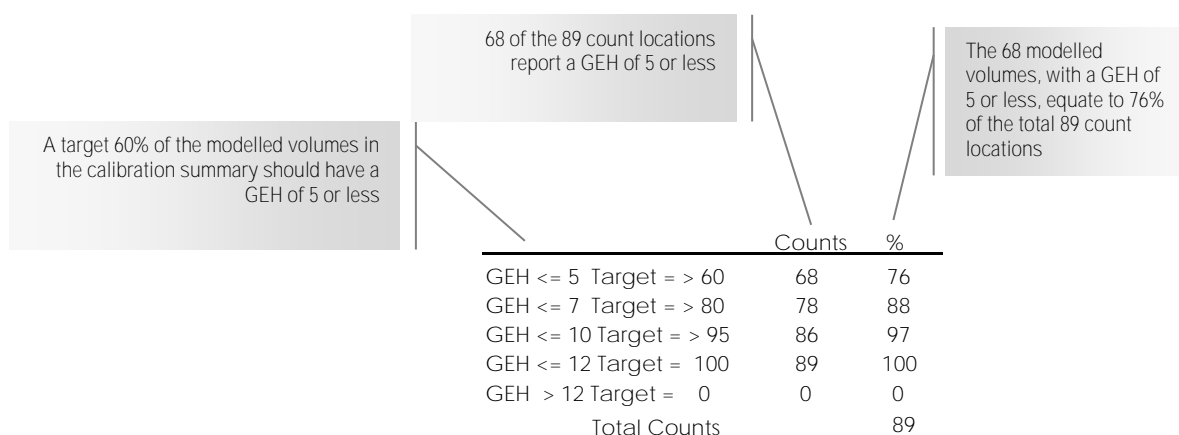 68 of the 89 count locations
report a GEH of 5 or less
The 68 modelled
volumes, with a GEH of
5 or less, equate to 76%
of the total 89 count
locations
A target 60% of the modelled volumes in
the calibration summary should have a
GEH of 5 or less
Counts %
GEH <= 5 Target = > 60 68 76
GEH <= 7 Target = > 80 78 88
GEH <= 10 Target = > 95 86 97
GEH <= 12 Target = 100 89 100
GEH > 12 Target = 0 0 0
Total Counts 89